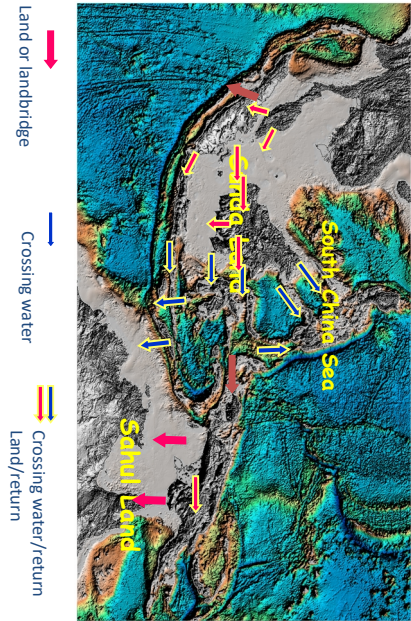 South China Sea
Sunda Land
Sahul Land
Land or landbridge
Crossing water
Crossing water/return
Land/return